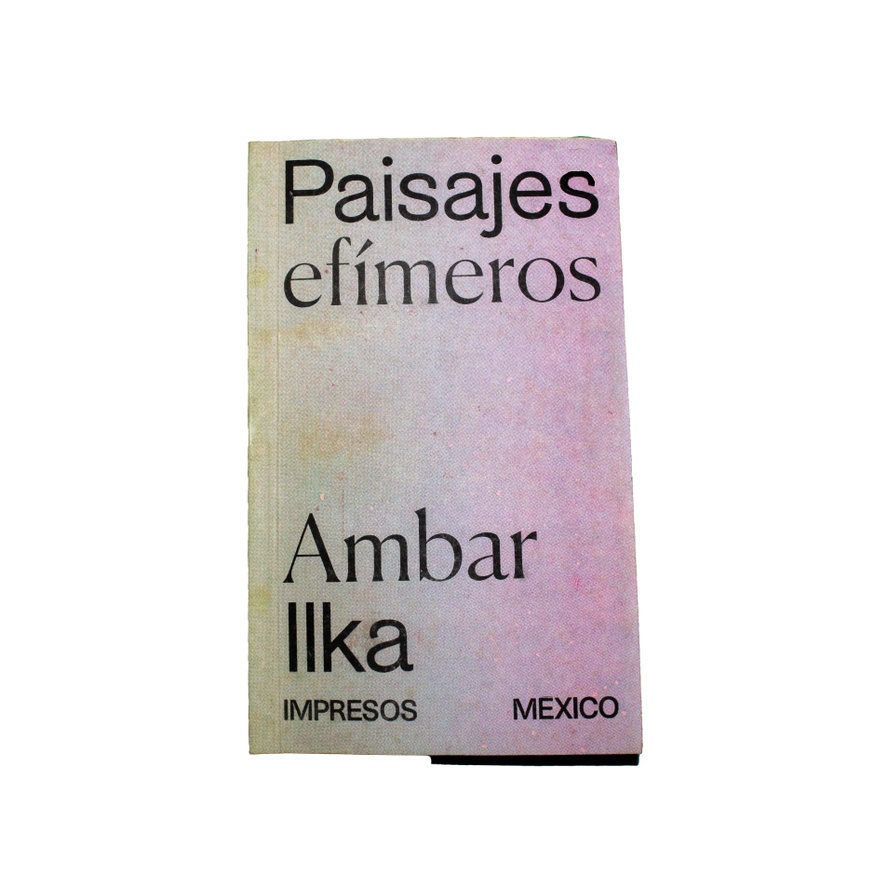 Paisajes
efímeros
Ambar
Ilka
IMPRESOS MEXICO